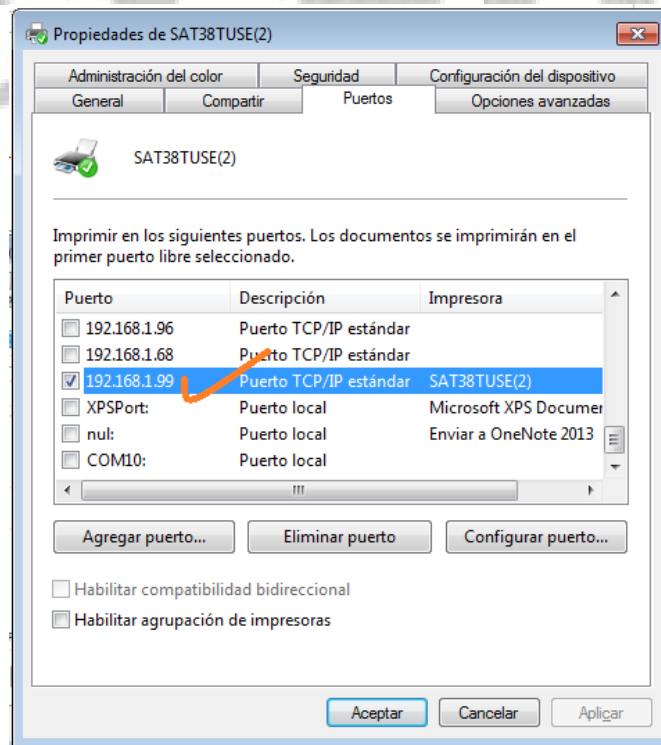 Propiedades de SAT38TUSE(2)
Administración del color Seguridad Configuración del dispositivo
General Compartir Puertos Opciones avanzadas
SAT38TUSE(2)
Imprimir en los siguientes puertos. Los documentos se imprimirán en el
primer puerto libre seleccionado.
Puerto Descripción Impresora
192.168.1.96 Puerto TCP/IP estándar
192.168.1.68 Puerto TCP/IP estándar
192.168.1.99 Puerto TCP/IP estándar SAT38TUSE(2)
XPSPort: Puerto local Microsoft XPS Documer
nul: Puerto local Enviar a OneNote 2013
COM10: Puerto local
Agregar puerto... Eliminar puerto Configurar puerto...
Habilitar compatibilidad bidireccional
Habilitar agrupación de impresoras
Aceptar Cancelar Aplicar